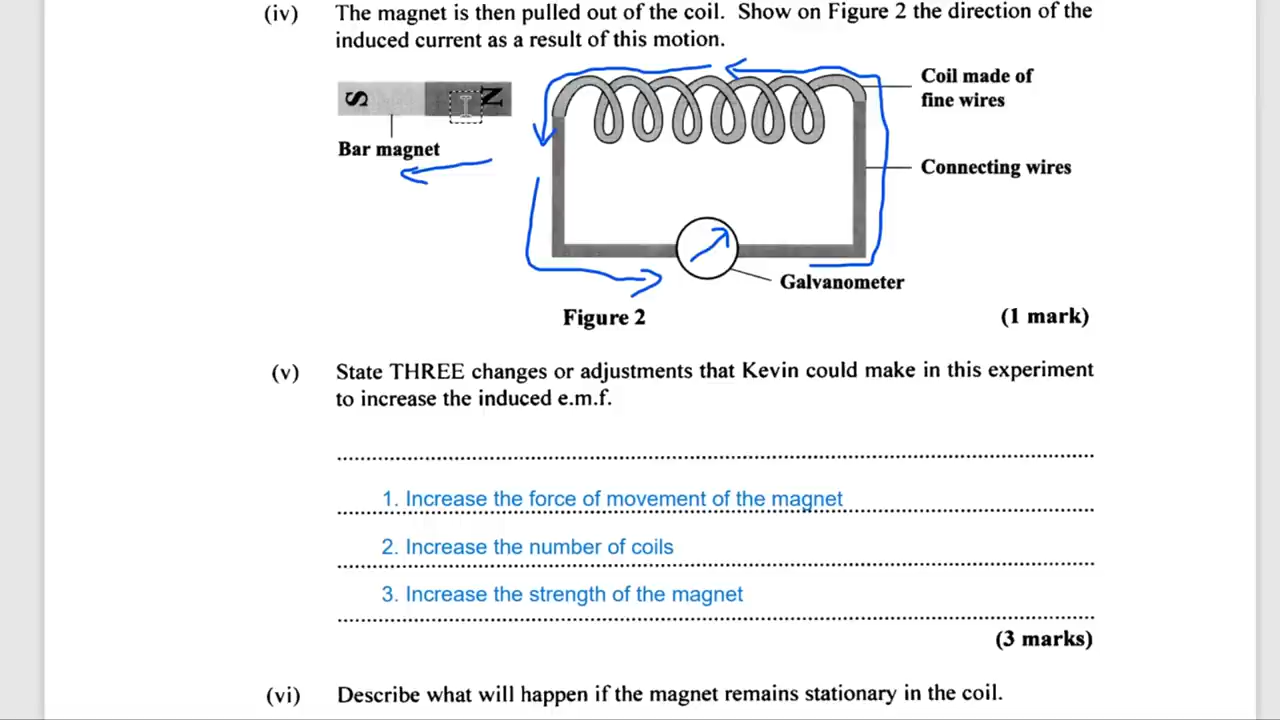 (iv) The magnet is then pulled out of the coil. Show on Figure 2 the direction of the
induced current as a result of this motion.
S N
Coil made of
fine wires
Bar magnet
Connecting wires
Galvanometer
Figure 2
(1 mark)
(v) State THREE changes or adjustments that Kevin could make in this experiment
to increase the induced e.m.f.
1. Increase the force of movement of the magnet
2. Increase the number of coils
3. Increase the strength of the magnet
(3 marks)
(vi) Describe what will happen if the magnet remains stationary in the coil.